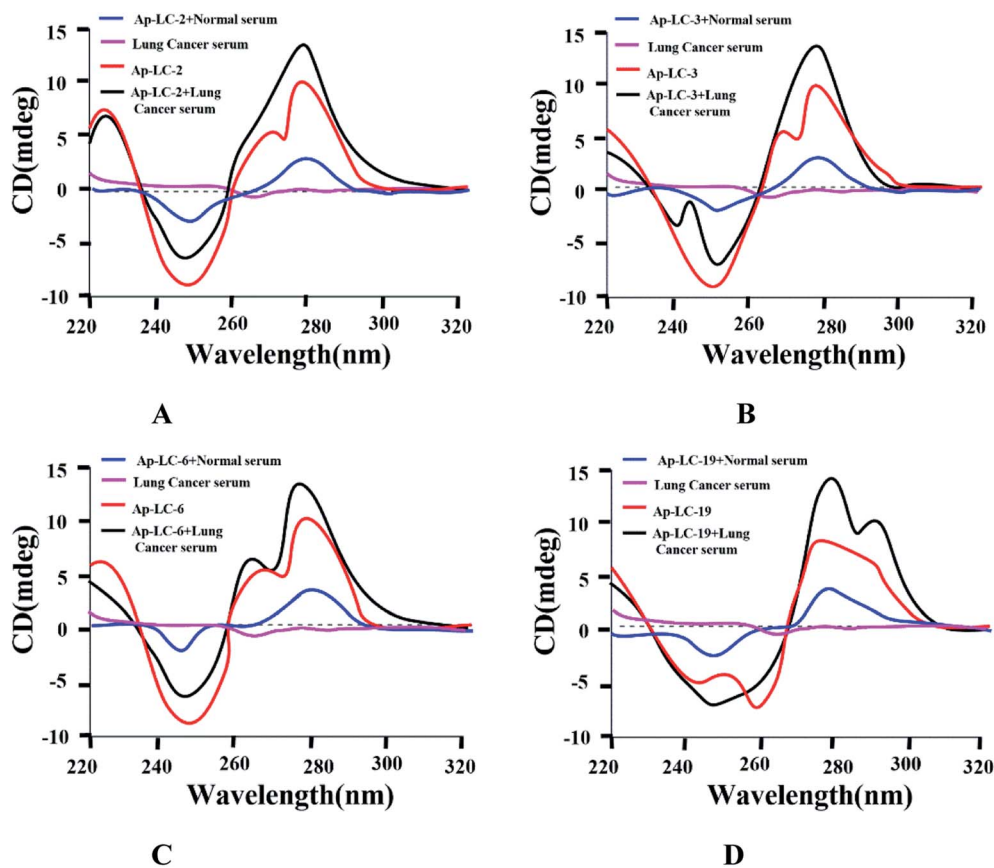 Ap-LC-2+Normal serum
Lung Cancer serum
Ap-LC-2
Ap-LC-2+Lung
Cancer serum
15
10
5
0
-5
-10
CD(mdeg)
220 240 260 280 300 320
Wavelength(nm)
A
Ap-LC-3+Normal serum
Lung Cancer serum
Ap-LC-3
Ap-LC-3+Lung
Cancer serum
15
10
5
0
-5
-10
CD(mdeg)
220 240 260 280 300 320
Wavelength(nm)
B
Ap-LC-6+Normal serum
Lung Cancer serum
Ap-LC-6
Ap-LC-6+Lung
Cancer serum
15
10
5
0
-5
-10
CD(mdeg)
220 240 260 280 300 320
Wavelength(nm)
C
Ap-LC-19+Normal serum
Lung Cancer serum
Ap-LC-19
Ap-LC-19+Lung
Cancer serum
15
10
5
0
-5
-10
CD(mdeg)
220 240 260 280 300 320
Wavelength(nm)
D